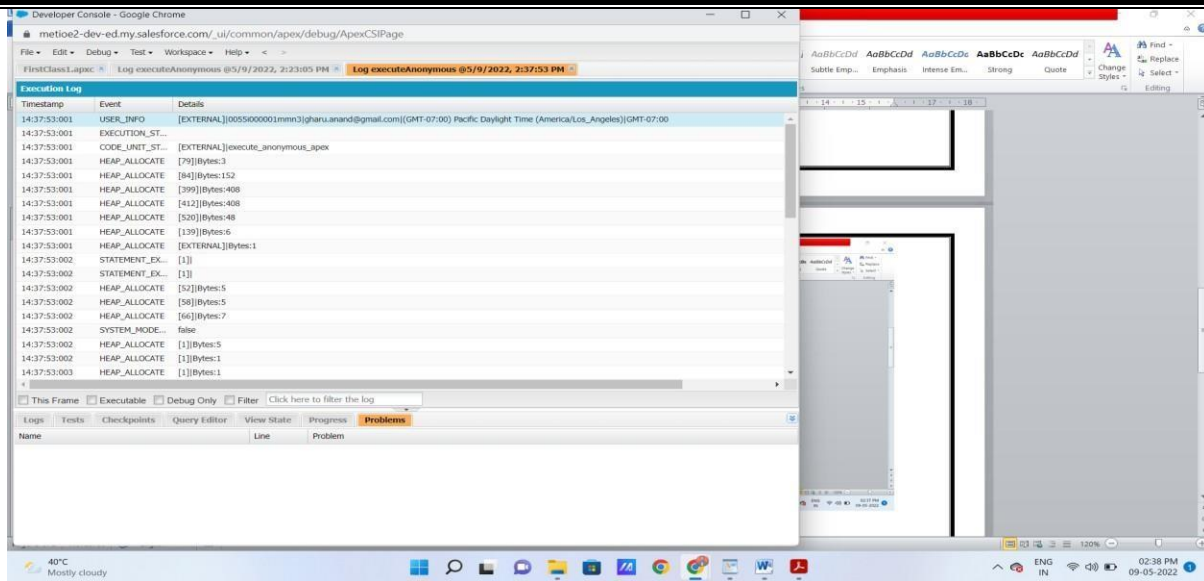 Developer Console - Google Chrome
metioe2-dev-ed.my.salesforce.com/_ui/common/apex/debug/ApexCSIPage
File Edit Debug Test Workspace Help < >
FirstClass1.apxc Log executeAnonymous @5/9/2022, 2:23:05 PM Log executeAnonymous @5/9/2022, 2:37:53 PM
Execution Log
Timestamp Event Details
14:37:53:001 USER_INFO [EXTERNAL]|0055i000001mmn3|gharu.anand@gmail.com|(GMT-07:00) Pacific Daylight Time (America/Los_Angeles)|GMT-07:00
14:37:53:001 EXECUTION_ST...
14:37:53:001 CODE_UNIT_ST... [EXTERNAL]|execute_anonymous_apex
14:37:53:001 HEAP_ALLOCATE [79]|Bytes:3
14:37:53:001 HEAP_ALLOCATE [84]|Bytes:152
14:37:53:001 HEAP_ALLOCATE [399]|Bytes:408
14:37:53:001 HEAP_ALLOCATE [412]|Bytes:408
14:37:53:001 HEAP_ALLOCATE [520]|Bytes:48
14:37:53:001 HEAP_ALLOCATE [139]|Bytes:6
14:37:53:001 HEAP_ALLOCATE [EXTERNAL]|Bytes:1
14:37:53:002 STATEMENT_EX... [1]|
14:37:53:002 STATEMENT_EX... [1]|
14:37:53:002 HEAP_ALLOCATE [52]|Bytes:5
14:37:53:002 HEAP_ALLOCATE [58]|Bytes:5
14:37:53:002 HEAP_ALLOCATE [66]|Bytes:7
14:37:53:002 SYSTEM_MODE... false
14:37:53:002 HEAP_ALLOCATE [1]|Bytes:5
14:37:53:002 HEAP_ALLOCATE [1]|Bytes:1
14:37:53:003 HEAP_ALLOCATE [1]|Bytes:1
This Frame Executable Debug Only Filter Click here to filter the log
Logs Tests Checkpoints Query Editor View State Progress Problems
Name Line Problem
AaBbCcDd AaBbCcDd AaBbCcDc AaBbCcDc AaBbCcDd
Subtle Emp... Emphasis Intense Em... Strong Quote
Change Styles
Find
Replace
Select
Editing
14 15 17 18
120%
40°C
Mostly cloudy
ENG
IN
02:38 PM
09-05-2022